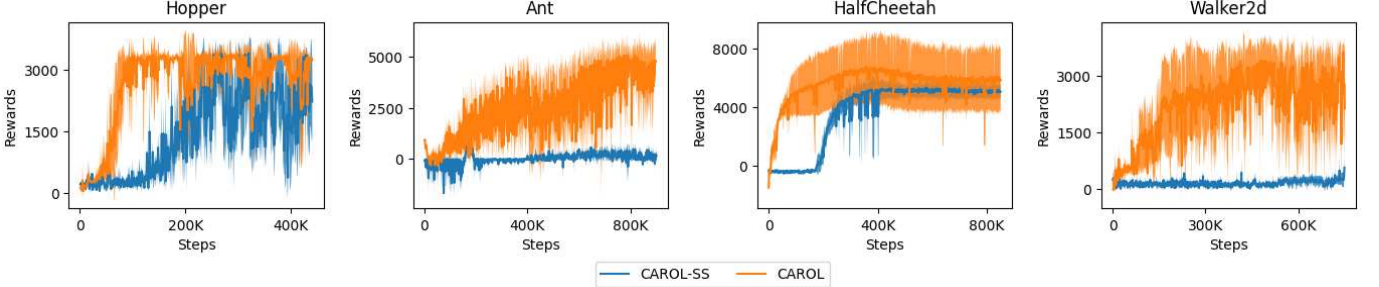 Hopper
Ant
HalfCheetah
Walker2d
Rewards
3000
1500
0
0
200K
400K
Steps
Rewards
5000
2500
0
0
400K
800K
Steps
Rewards
8000
4000
0
0
400K
800K
Steps
Rewards
3000
1500
0
0
300K
600K
Steps
CAROL-SS
CAROL